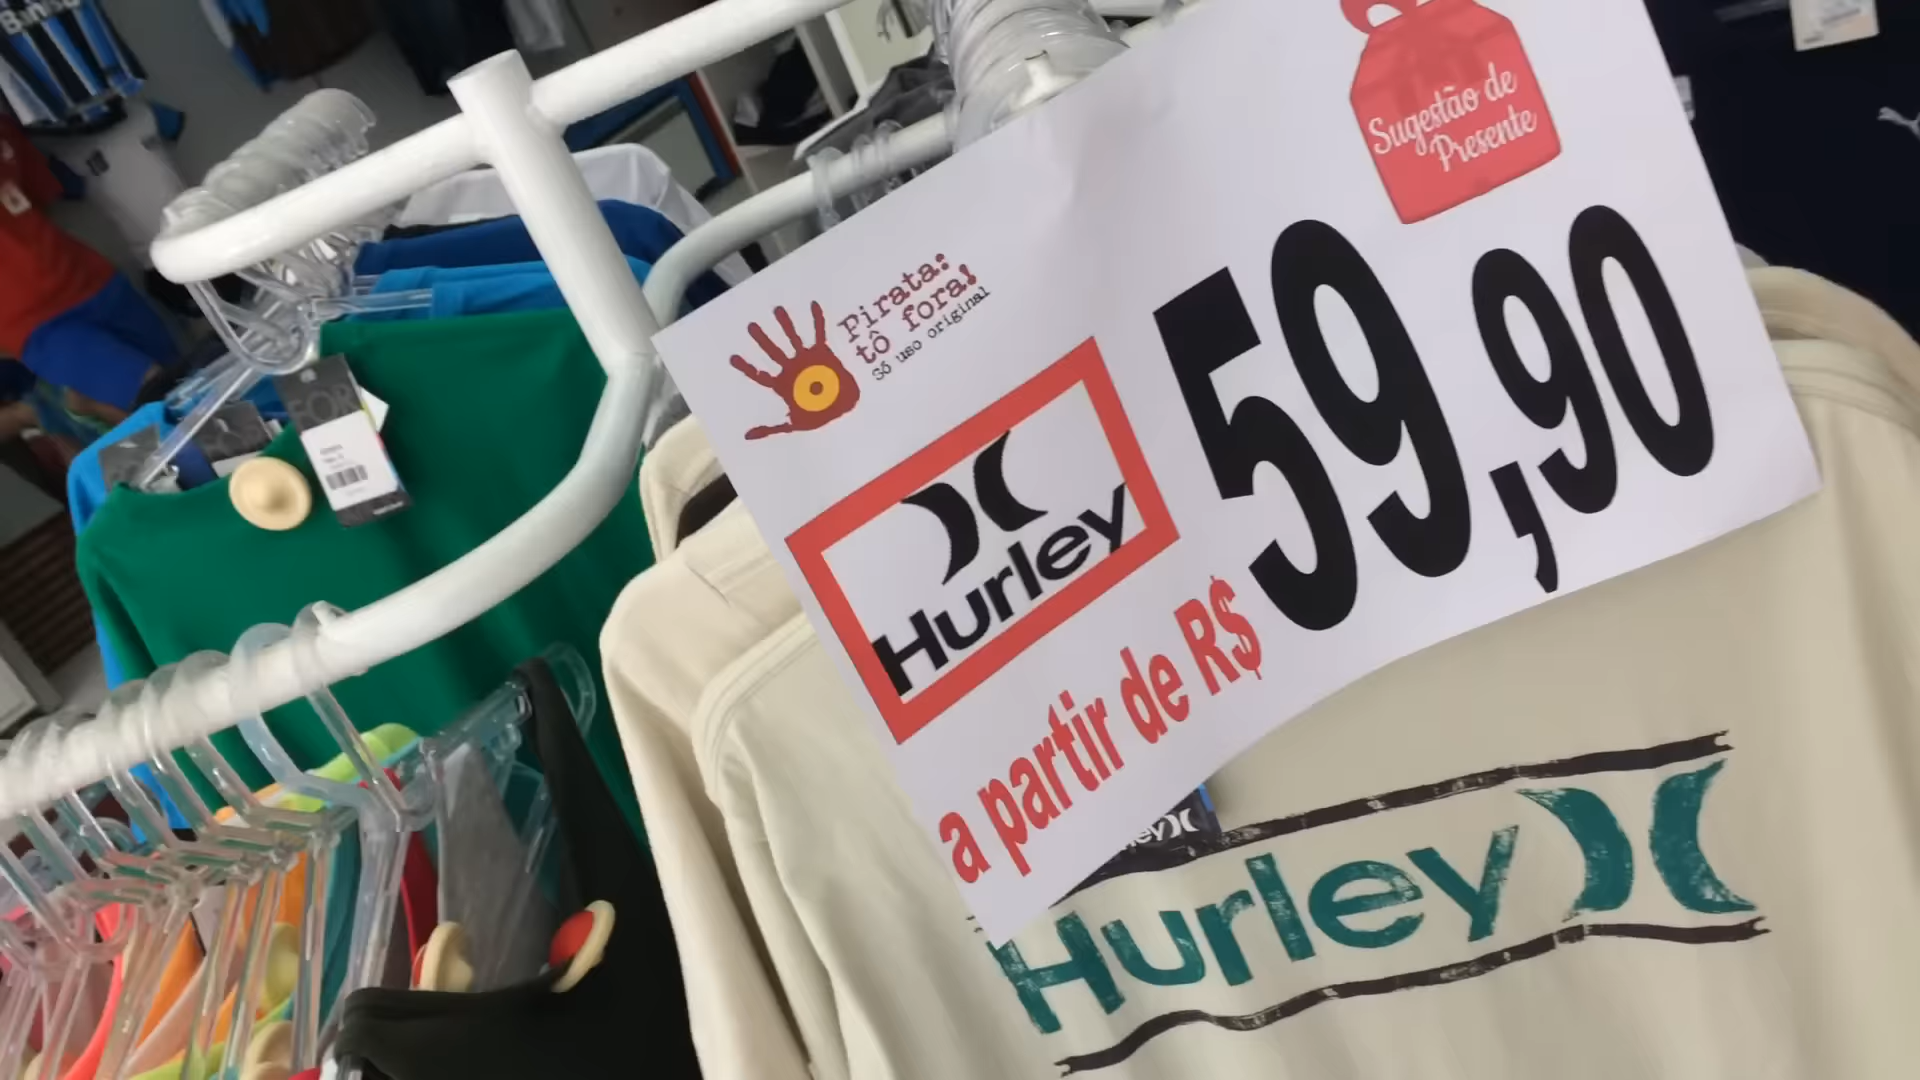 Sugestão de
Presente
Pirata:
tô fora!
Só uso original
Hurley
a partir de R$
59,90
Hurley